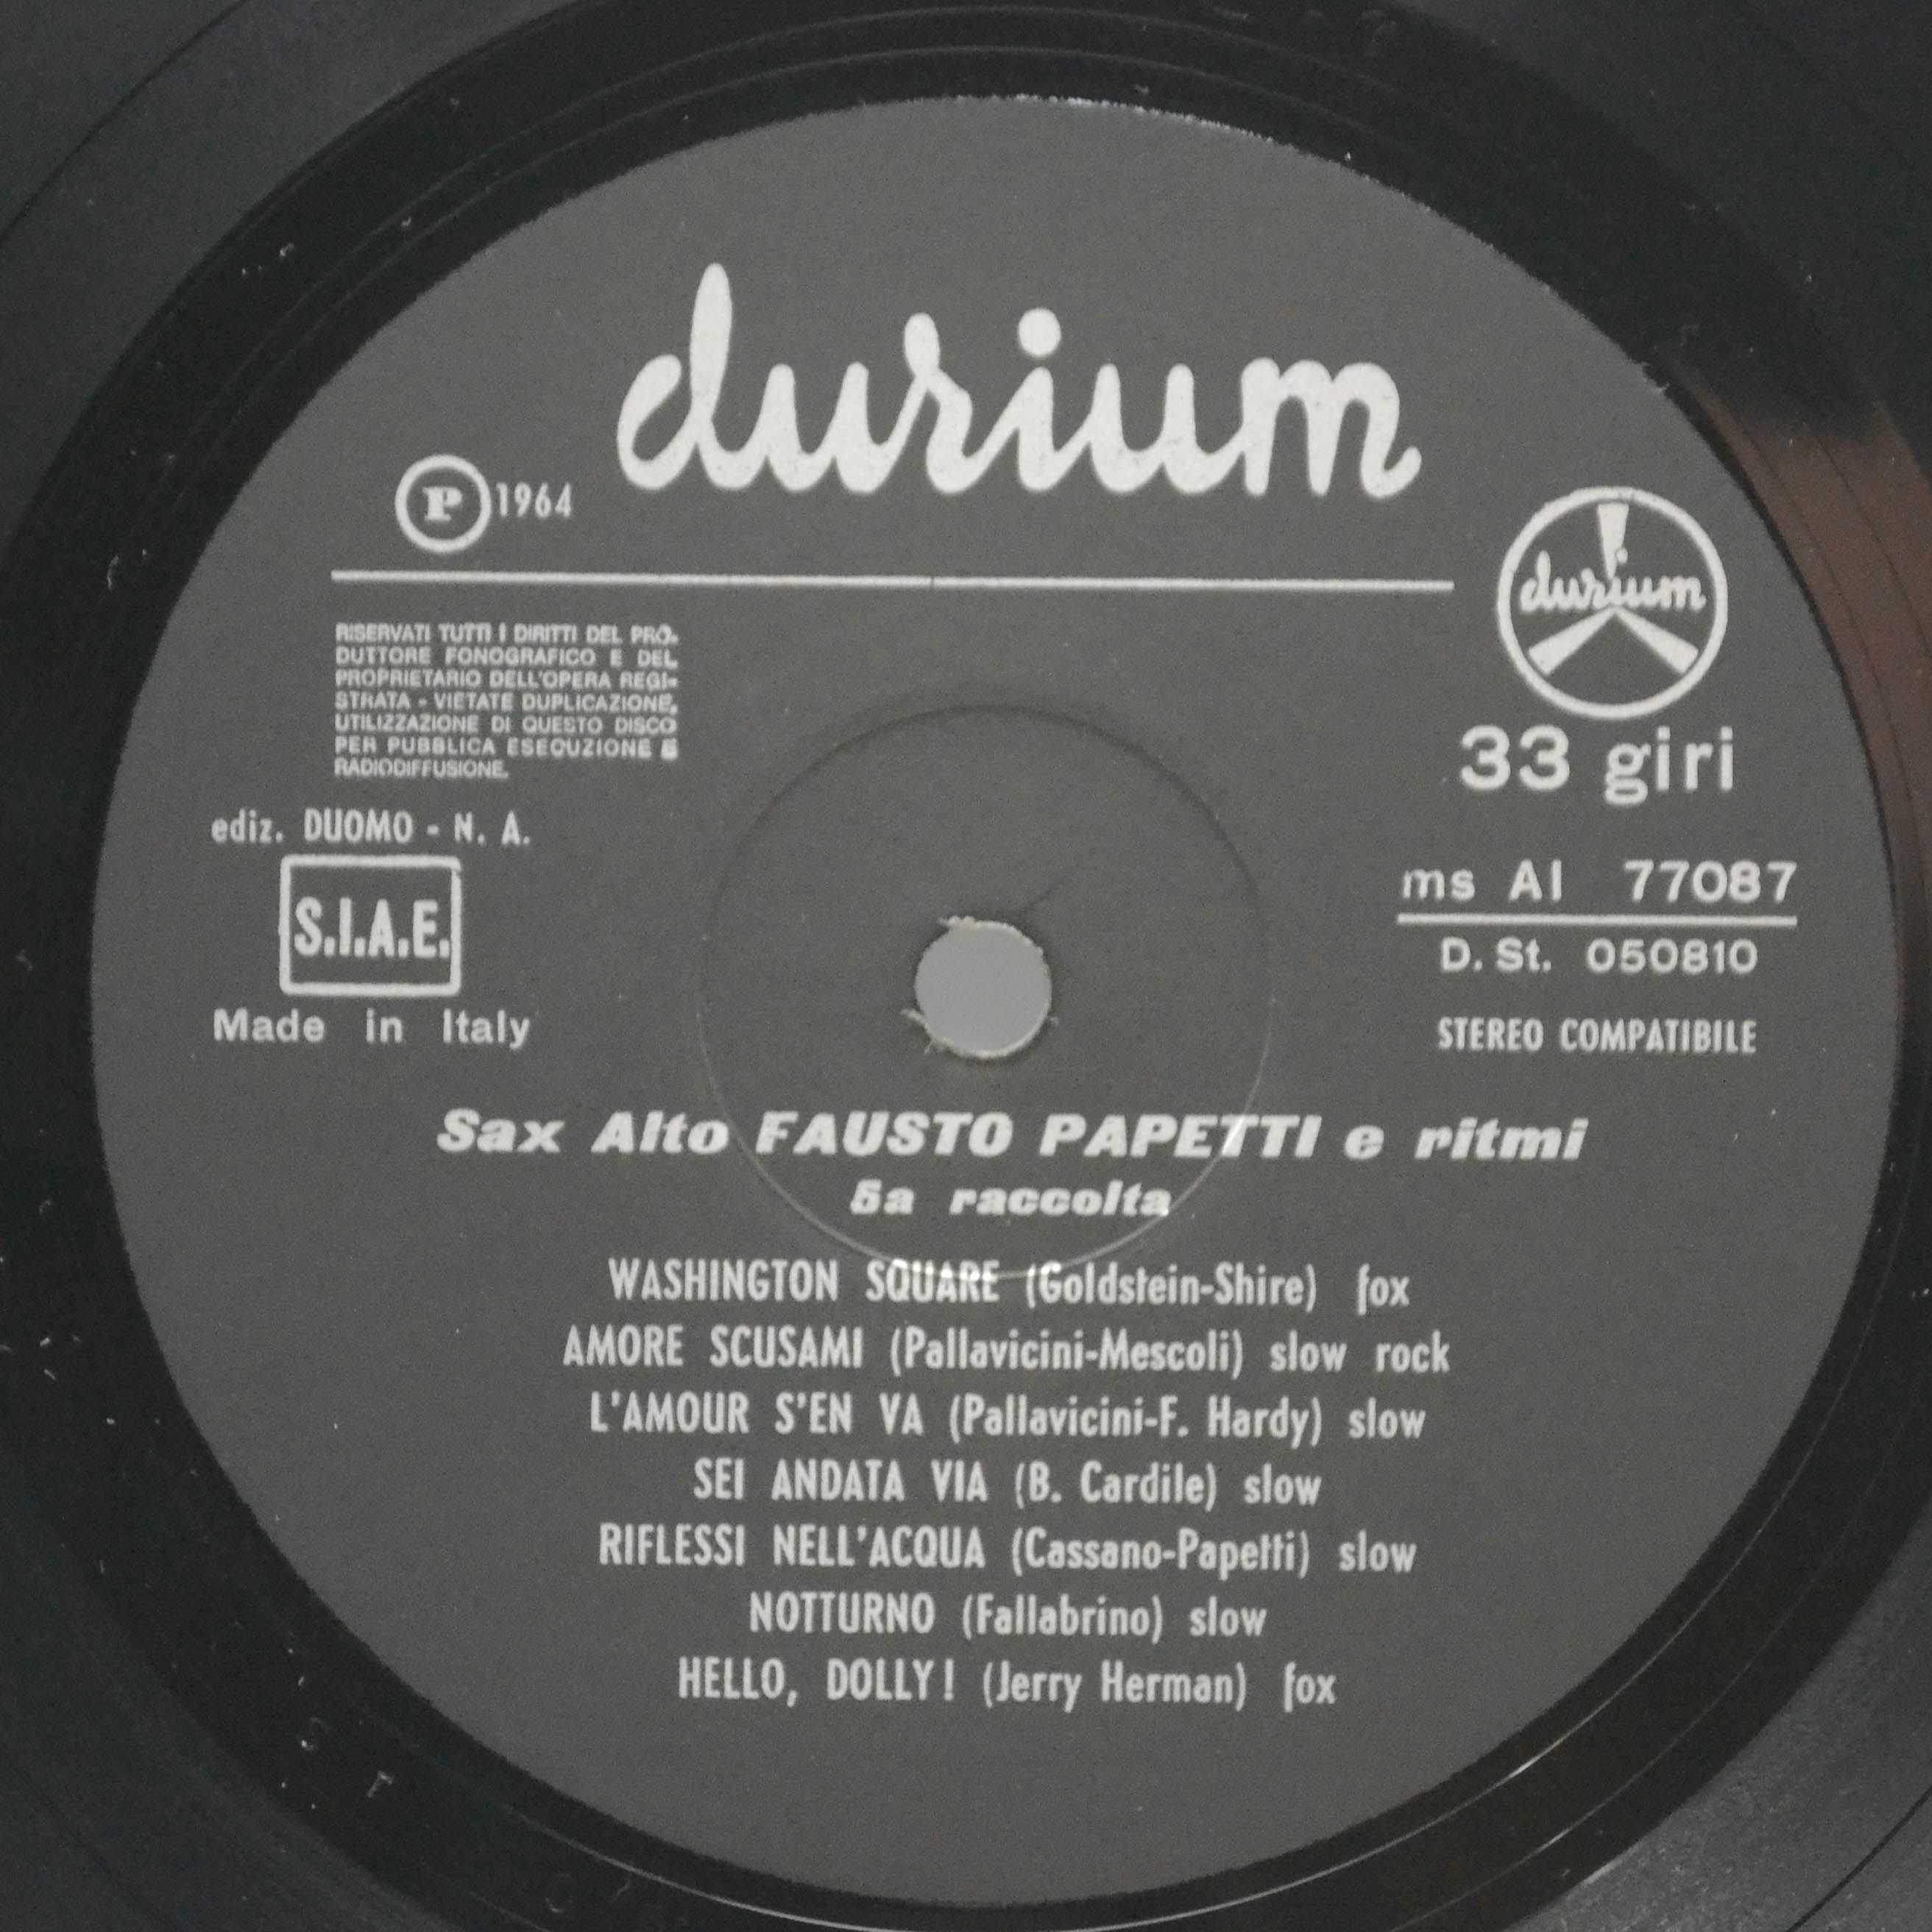 durium
P 1964
durium
RISERVATI TUTTI I DIRITTI DEL PRO-
DUTTORE FONOGRAFICO E DEL
PROPRIETARIO DELL'OPERA REGI-
STRATA - VIETATE DUPLICAZIONE,
UTILIZZAZIONE DI QUESTO DISCO
PER PUBBLICA ESECUZIONE E
RADIODIFFUSIONE.
33 giri
ediz. DUOMO - N. A.
S.I.A.E.
Made in Italy
ms AI 77087
D. St. 050810
STEREO COMPATIBILE
Sax Alto FAUSTO PAPETTI e ritmi
5a raccolta
WASHINGTON SQUARE (Goldstein-Shire) fox
AMORE SCUSAMI (Pallavicini-Mescoli) slow rock
L'AMOUR S'EN VA (Pallavicini-F. Hardy) slow
SEI ANDATA VIA (B. Cardile) slow
RIFLESSI NELL'ACQUA (Cassano-Papetti) slow
NOTTURNO (Fallabrino) slow
HELLO, DOLLY! (Jerry Herman) fox